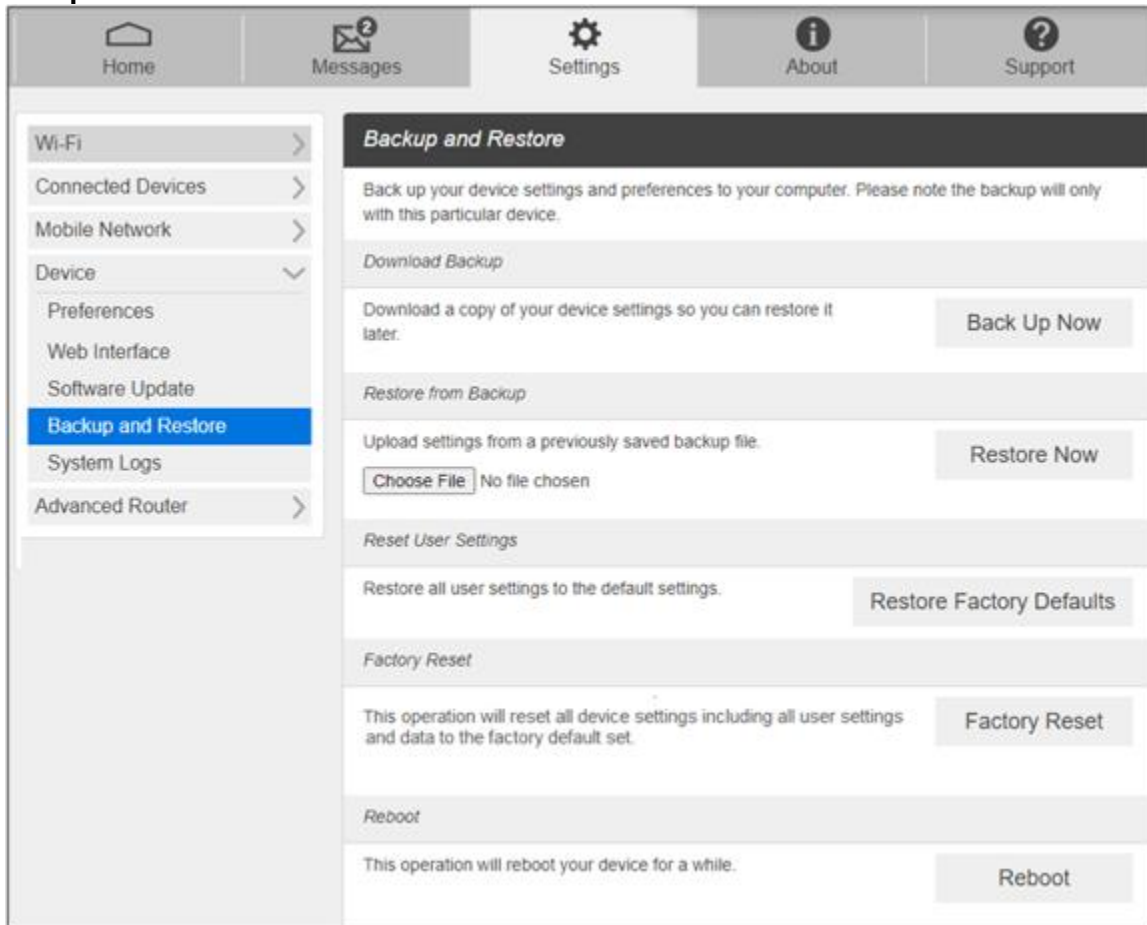 Home
2
Messages
Settings
About
Support
Wi-Fi
Connected Devices
Mobile Network
Device
Preferences
Web Interface
Software Update
Backup and Restore
System Logs
Advanced Router
Backup and Restore
Back up your device settings and preferences to your computer. Please note the backup will only
with this particular device.
Download Backup
Download a copy of your device settings so you can restore it
later.
Back Up Now
Restore from Backup
Upload settings from a previously saved backup file.
Choose File No file chosen
Restore Now
Reset User Settings
Restore all user settings to the default settings.
Restore Factory Defaults
Factory Reset
This operation will reset all device settings including all user settings
and data to the factory default set.
Factory Reset
Reboot
This operation will reboot your device for a while.
Reboot